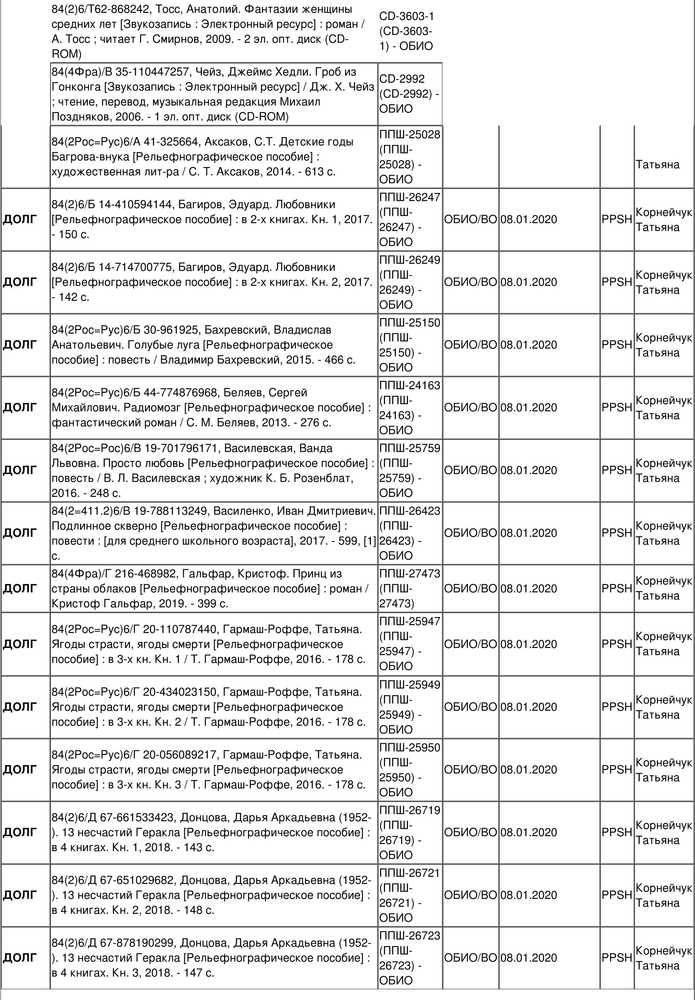 84(2)6/Т62-868242, Тосс, Анатолий. Фантазии женщины
средних лет [Звукозапись : Электронный ресурс] : роман /
А. Тосс ; читает Г. Смирнов, 2009. - 2 эл. опт. диск (CD-
ROM)
CD-3603-1
(CD-3603-
1) - ОБИО
84(4Фра)/В 35-110447257, Чейз, Джеймс Хедли. Гроб из
Гонконга [Звукозапись : Электронный ресурс] / Дж. Х. Чейз
; чтение, перевод, музыкальная редакция Михаил
Поздняков, 2006. - 1 эл. опт. диск (CD-ROM)
CD-2992
(CD-2992) -
ОБИО
84(2Рос=Рус)6/А 41-325664, Аксаков, С.Т. Детские годы
Багрова-внука [Рельефнографическое пособие] :
художественная лит-ра / С. Т. Аксаков, 2014. - 613 с.
ППШ-25028
(ППШ-
25028) -
ОБИО
Татьяна
ДОЛГ
84(2)6/Б 14-410594144, Багиров, Эдуард. Любовники
[Рельефнографическое пособие] : в 2-х книгах. Кн. 1, 2017.
- 150 с.
ППШ-26247
(ППШ-
26247) -
ОБИО
ОБИО/ВО
08.01.2020
PPSH
Корнейчук
Татьяна
ДОЛГ
84(2)6/Б 14-714700775, Багиров, Эдуард. Любовники
[Рельефнографическое пособие] : в 2-х книгах. Кн. 2, 2017.
- 142 с.
ППШ-26249
(ППШ-
26249) -
ОБИО
ОБИО/ВО
08.01.2020
PPSH
Корнейчук
Татьяна
ДОЛГ
84(2Рос=Рус)6/Б 30-961925, Бахревский, Владислав
Анатольевич. Голубые луга [Рельефнографическое
пособие] : повесть / Владимир Бахревский, 2015. - 466 с.
ППШ-25150
(ППШ-
25150) -
ОБИО
ОБИО/ВО
08.01.2020
PPSH
Корнейчук
Татьяна
ДОЛГ
84(2Рос=Рус)6/Б 44-774876968, Беляев, Сергей
Михайлович. Радиомозг [Рельефнографическое пособие] :
фантастический роман / С. М. Беляев, 2013. - 276 с.
ППШ-24163
(ППШ-
24163) -
ОБИО
ОБИО/ВО
08.01.2020
PPSH
Корнейчук
Татьяна
ДОЛГ
84(2Рос=Рос)6/В 19-701796171, Василевская, Ванда
Львовна. Просто любовь [Рельефнографическое пособие] :
повесть / В. Л. Василевская ; художник К. Б. Розенблат,
2016. - 248 с.
ППШ-25759
(ППШ-
25759) -
ОБИО
ОБИО/ВО
08.01.2020
PPSH
Корнейчук
Татьяна
ДОЛГ
84(2=411.2)6/В 19-788113249, Василенко, Иван Дмитриевич.
Подлинное скверно [Рельефнографическое пособие] :
повести : [для среднего школьного возраста], 2017. - 599, [1]
с.
ППШ-26423
(ППШ-
26423) -
ОБИО
ОБИО/ВО
08.01.2020
PPSH
Корнейчук
Татьяна
ДОЛГ
84(4Фра)/Г 216-468982, Гальфар, Кристоф. Принц из
страны облаков [Рельефнографическое пособие] : роман /
Кристоф Гальфар, 2019. - 399 с.
ППШ-27473
(ППШ-
27473)
ОБИО/ВО
08.01.2020
PPSH
Корнейчук
Татьяна
ДОЛГ
84(2Рос=Рус)6/Г 20-110787440, Гармаш-Роффе, Татьяна.
Ягоды страсти, ягоды смерти [Рельефнографическое
пособие] : в 3-х кн. Кн. 1 / Т. Гармаш-Роффе, 2016. - 178 с.
ППШ-25947
(ППШ-
25947) -
ОБИО
ОБИО/ВО
08.01.2020
PPSH
Корнейчук
Татьяна
ДОЛГ
84(2Рос=Рус)6/Г 20-434023150, Гармаш-Роффе, Татьяна.
Ягоды страсти, ягоды смерти [Рельефнографическое
пособие] : в 3-х кн. Кн. 2 / Т. Гармаш-Роффе, 2016. - 178 с.
ППШ-25949
(ППШ-
25949) -
ОБИО
ОБИО/ВО
08.01.2020
PPSH
Корнейчук
Татьяна
ДОЛГ
84(2Рос=Рус)6/Г 20-056089217, Гармаш-Роффе, Татьяна.
Ягоды страсти, ягоды смерти [Рельефнографическое
пособие] : в 3-х кн. Кн. 3 / Т. Гармаш-Роффе, 2016. - 178 с.
ППШ-25950
(ППШ-
25950) -
ОБИО
ОБИО/ВО
08.01.2020
PPSH
Корнейчук
Татьяна
ДОЛГ
84(2)6/Д 67-661533423, Донцова, Дарья Аркадьевна (1952-
). 13 несчастий Геракла [Рельефнографическое пособие] :
в 4 книгах. Кн. 1, 2018. - 143 с.
ППШ-26719
(ППШ-
26719) -
ОБИО
ОБИО/ВО
08.01.2020
PPSH
Корнейчук
Татьяна
ДОЛГ
84(2)6/Д 67-651029682, Донцова, Дарья Аркадьевна (1952-
). 13 несчастий Геракла [Рельефнографическое пособие] :
в 4 книгах. Кн. 2, 2018. - 148 с.
ППШ-26721
(ППШ-
26721) -
ОБИО
ОБИО/ВО
08.01.2020
PPSH
Корнейчук
Татьяна
ДОЛГ
84(2)6/Д 67-878190299, Донцова, Дарья Аркадьевна (1952-
). 13 несчастий Геракла [Рельефнографическое пособие] :
в 4 книгах. Кн. 3, 2018. - 147 с.
ППШ-26723
(ППШ-
26723) -
ОБИО
ОБИО/ВО
08.01.2020
PPSH
Корнейчук
Татьяна